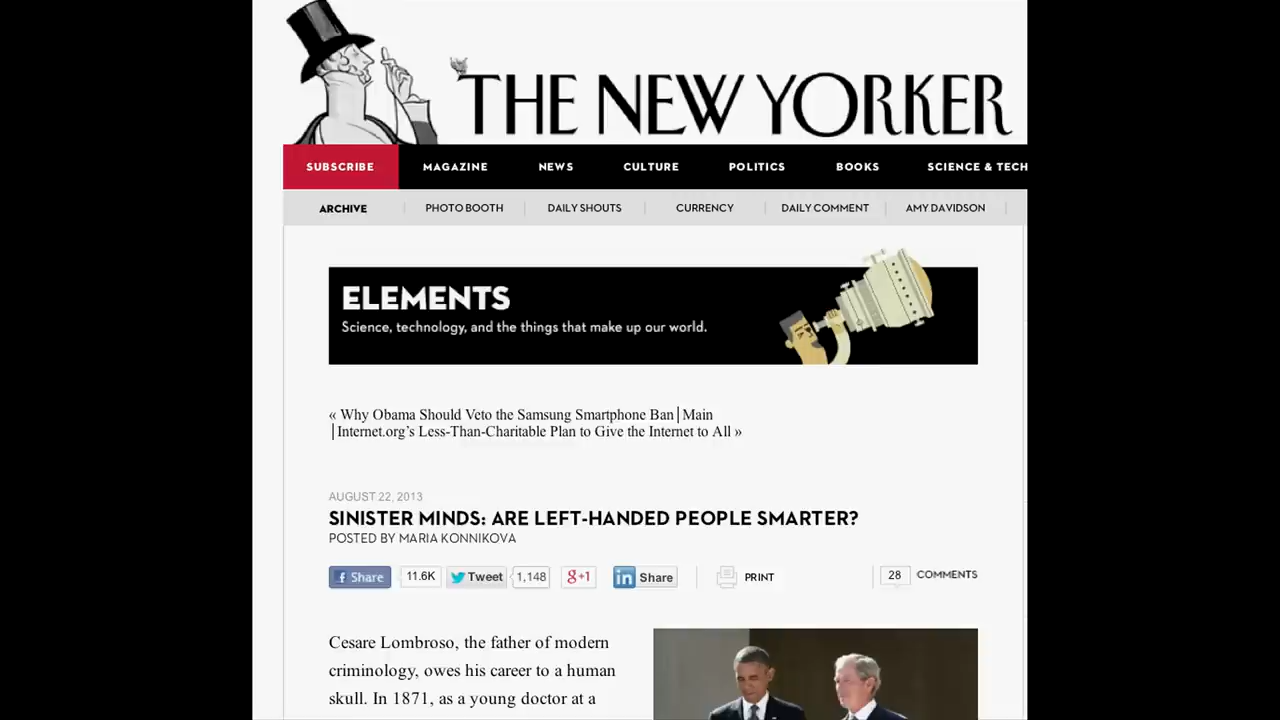 THE NEW YORKER
SUBSCRIBE MAGAZINE NEWS CULTURE POLITICS BOOKS SCIENCE & TECH
ARCHIVE PHOTO BOOTH DAILY SHOUTS CURRENCY DAILY COMMENT AMY DAVIDSON
ELEMENTS
Science, technology, and the things that make up our world.
« Why Obama Should Veto the Samsung Smartphone Ban | Main
| Internet.org’s Less-Than-Charitable Plan to Give the Internet to All »
AUGUST 22, 2013
SINISTER MINDS: ARE LEFT-HANDED PEOPLE SMARTER?
POSTED BY MARIA KONNIKOVA
f Share 11.6K Tweet 1,148 g+1 in Share PRINT 28 COMMENTS
Cesare Lombroso, the father of modern
criminology, owes his career to a human
skull. In 1871, as a young doctor at a